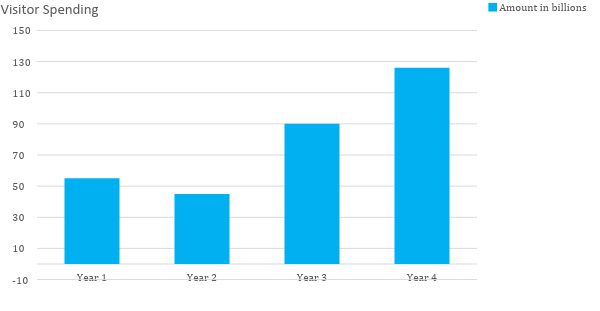 Visitor Spending
Amount in billions
150
130
110
90
70
50
30
10
-10
Year 1
Year 2
Year 3
Year 4